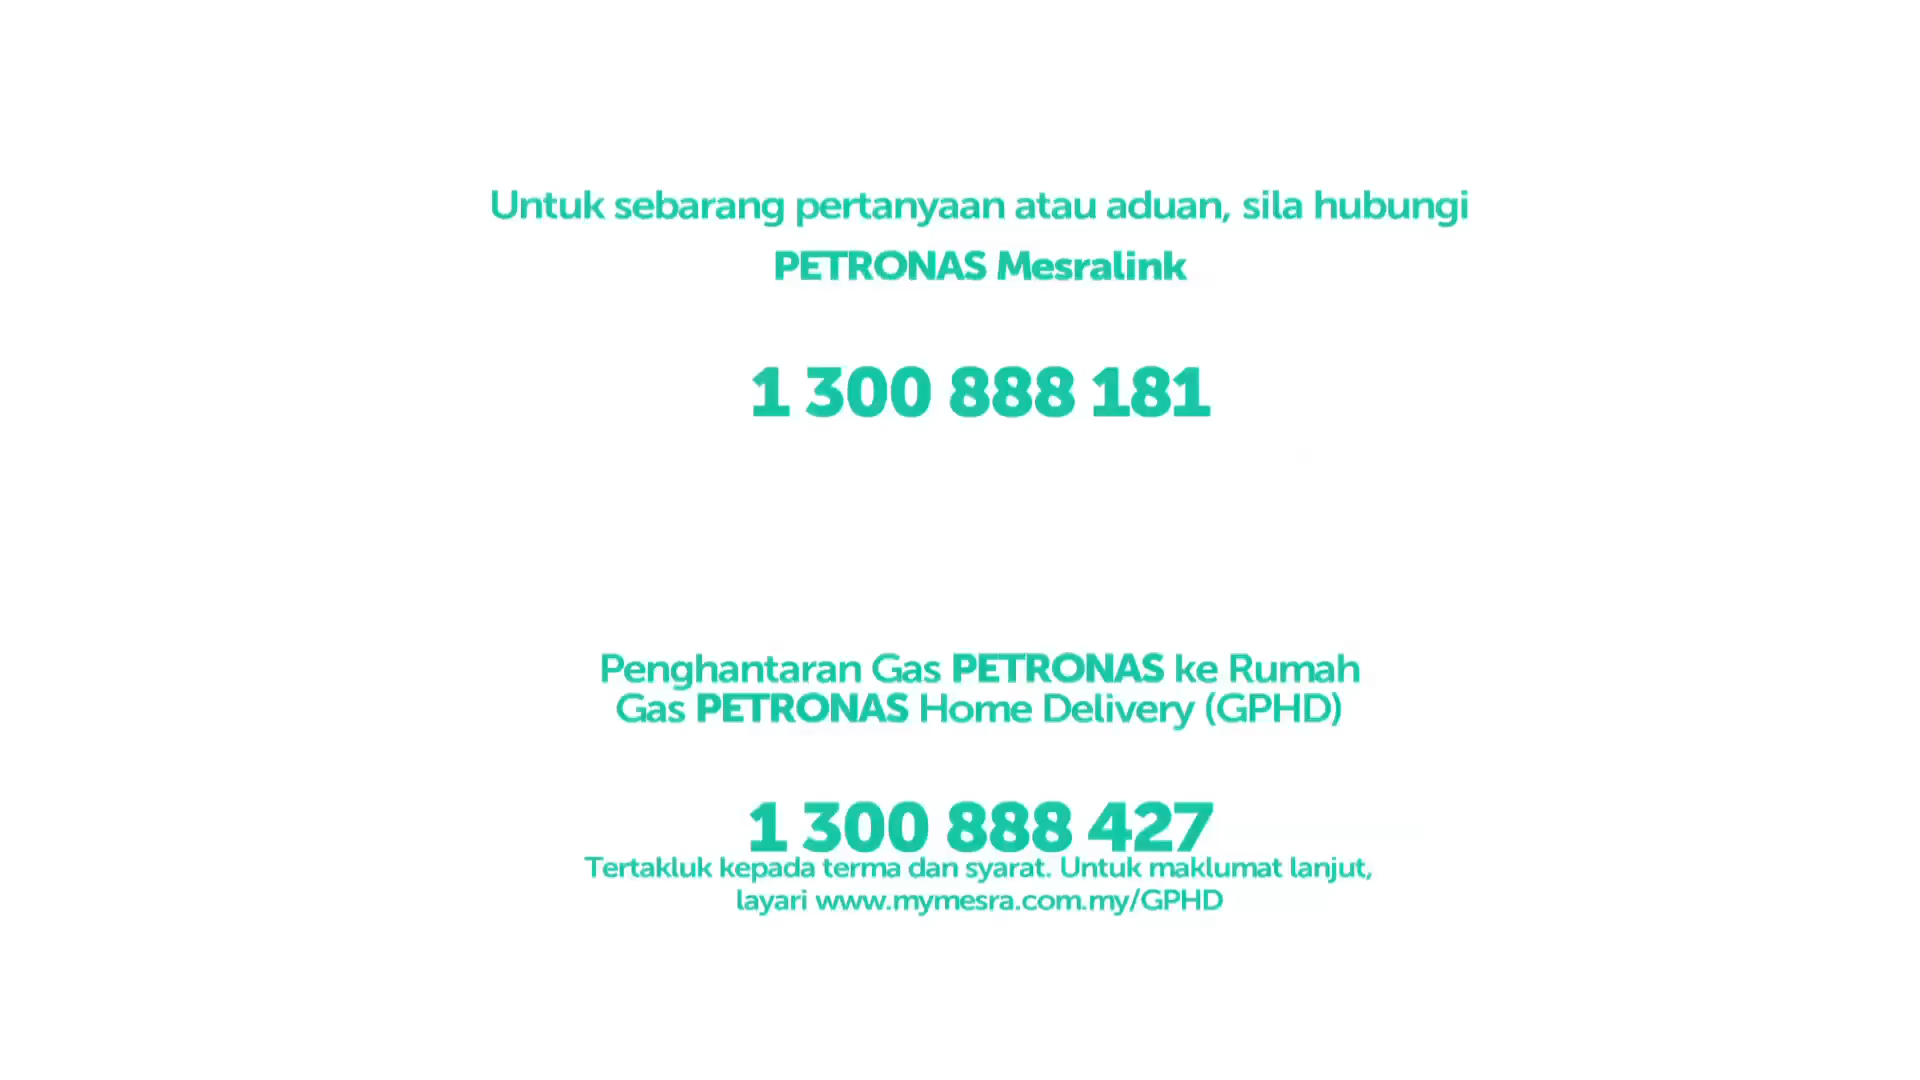 Untuk sebarang pertanyaan atau aduan, sila hubungi
PETRONAS Mesralink
1 300 888 181
Penghantaran Gas PETRONAS ke Rumah
Gas PETRONAS Home Delivery (GPHD)
1 300 888 427
Tertakluk kepada terma dan syarat. Untuk maklumat lanjut,
layari www.mymesra.com.my/GPHD